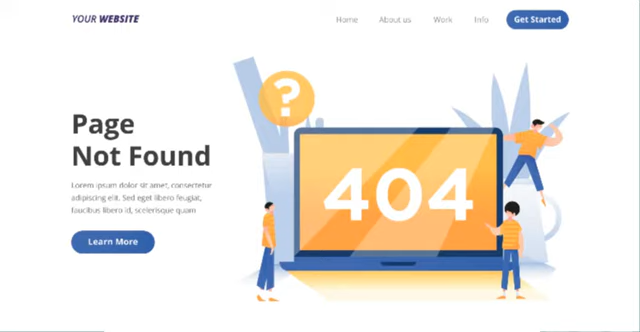 YOUR WEBSITE
Home About us Work Info Get Started
?
Page
Not Found
404
Lorem ipsum dolor sit amet, consectetur
adipiscing elit. Sed eget libero feugiat,
faucibus libero id, scelerisque quam
Learn More